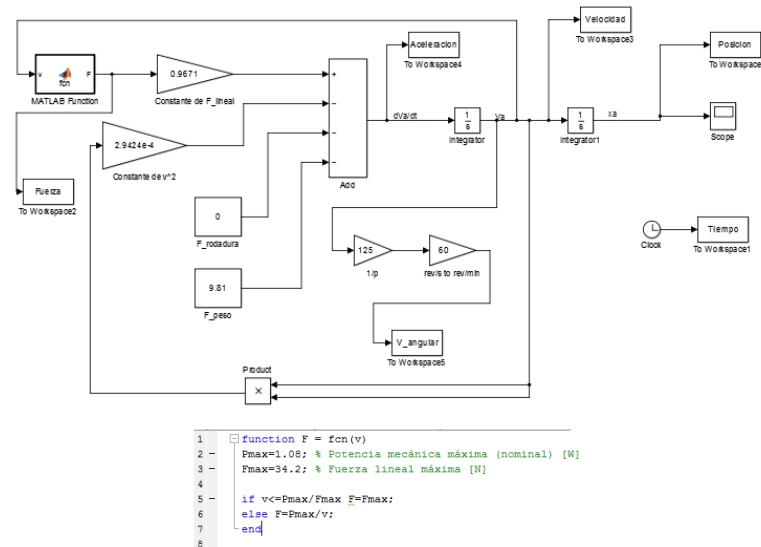 Velocidad
To Workspace3
Aceleracion
To Workspace4
Posicion
To Workspace
v
fcn
F
MATLAB Function
0.9671
Constante de F_lineal
+
−
−
−
Add
dVa/dt
1
s
Integrator
Va
1
s
Integrator1
xa
Scope
2.9424e-4
Constante de v^2
Fuerza
To Workspace2
0
F_rodadura
9.81
F_peso
125
1/p
60
rev/s to rev/min
V_angular
To Workspace5
Clock
Tiempo
To Workspace1
Product
×
1 function F = fcn(v)
2 − Pmax=1.08; % Potencia mecánica máxima (nominal) [W]
3 − Fmax=34.2; % Fuerza lineal máxima [N]
4
5 − if v<=Pmax/Fmax F=Fmax;
6 else F=Pmax/v;
7 end
8